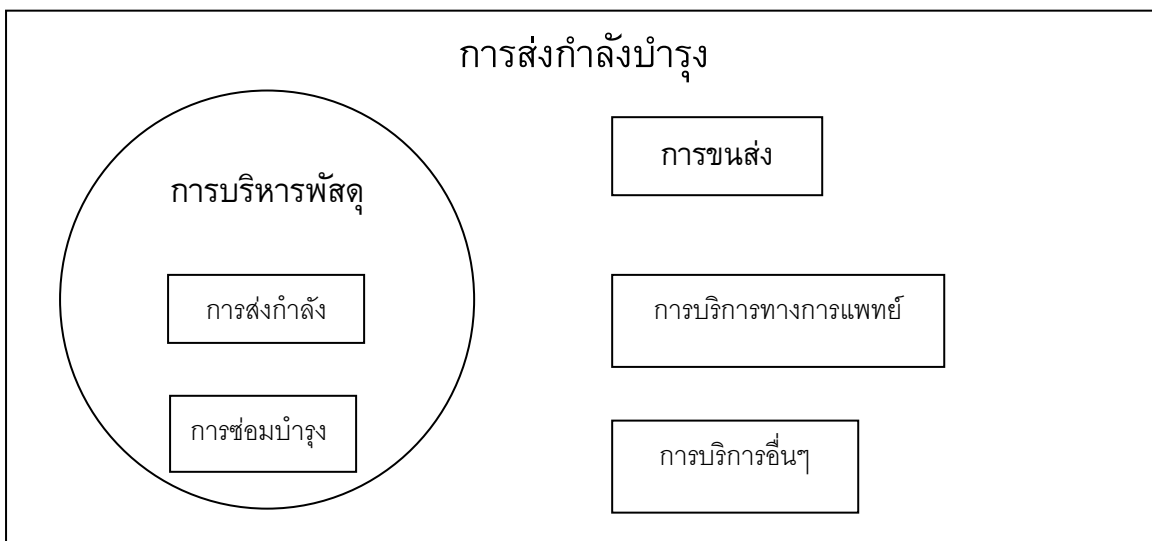 การส่งกำลังบำรุง
การบริหารพัสดุ
การส่งกำลัง
การซ่อมบำรุง
การขนส่ง
การบริการทางการแพทย์
การบริการอื่นๆ